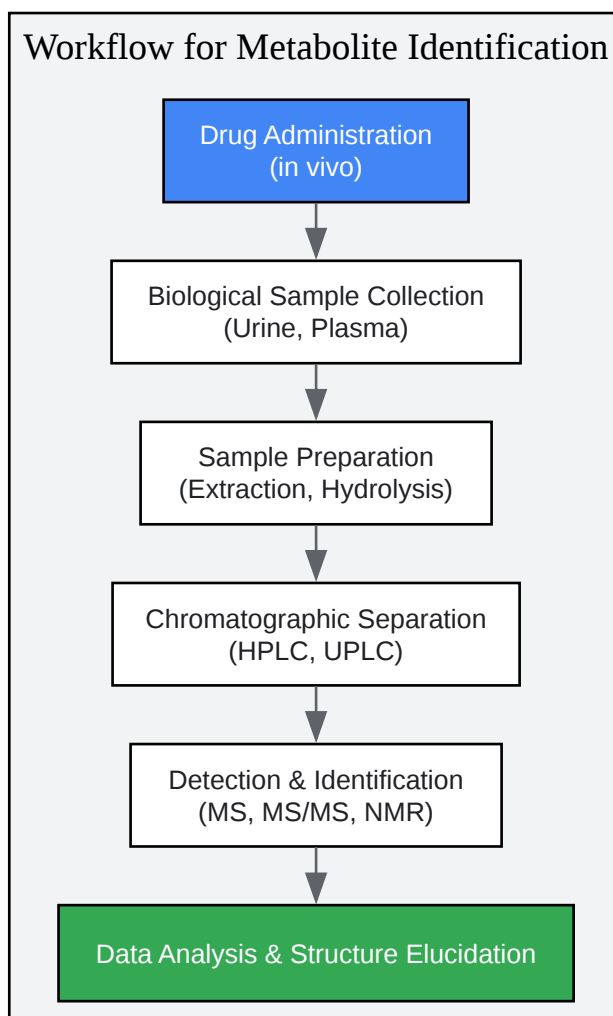 Workflow for Metabolite Identification
Drug Administration
(in vivo)
Biological Sample Collection
(Urine, Plasma)
Sample Preparation
(Extraction, Hydrolysis)
Chromatographic Separation
(HPLC, UPLC)
Detection & Identification
(MS, MS/MS, NMR)
Data Analysis & Structure Elucidation